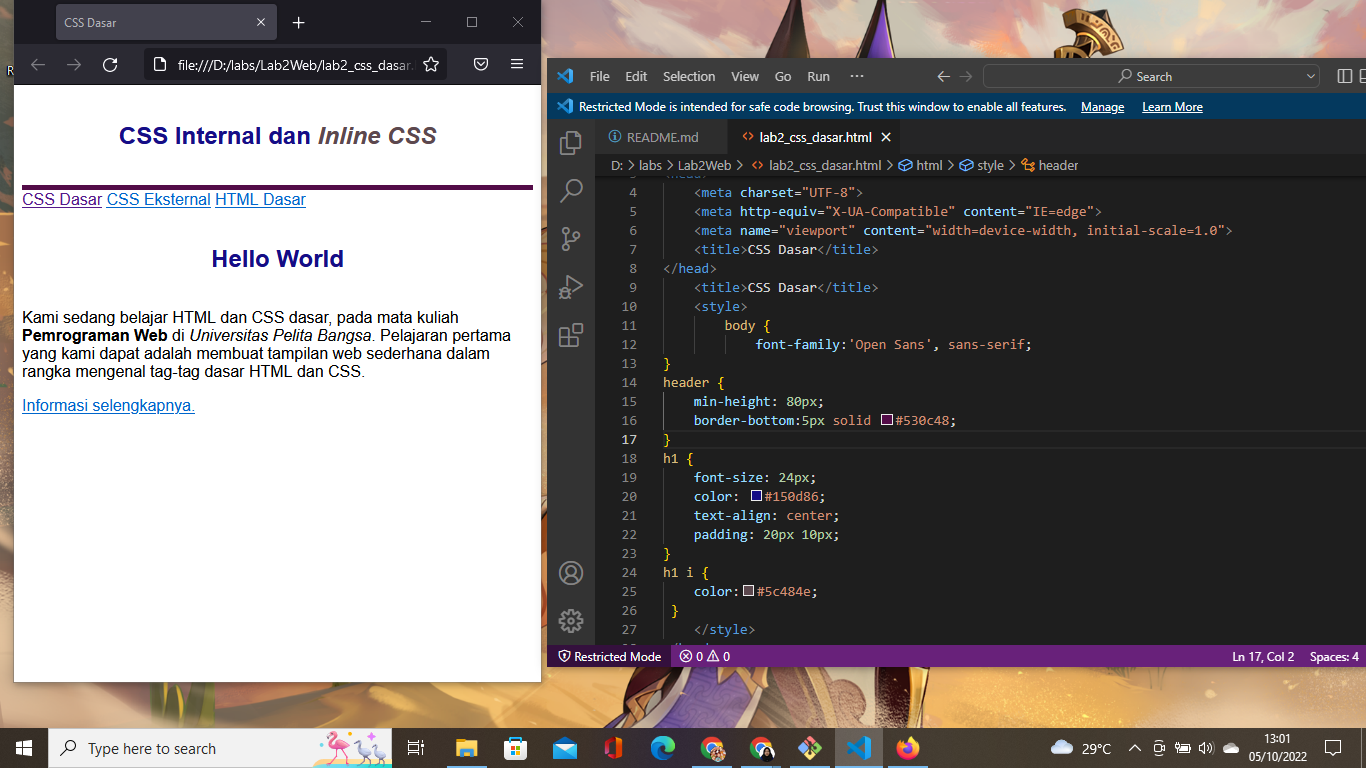 CSS Dasar
file:///D:/labs/Lab2Web/lab2_css_dasar.
CSS Internal dan Inline CSS
CSS Dasar CSS Eksternal HTML Dasar
Hello World
Kami sedang belajar HTML dan CSS dasar, pada mata kuliah
Pemrograman Web di Universitas Pelita Bangsa. Pelajaran pertama
yang kami dapat adalah membuat tampilan web sederhana dalam
rangka mengenal tag-tag dasar HTML dan CSS.
Informasi selengkapnya.
File Edit Selection View Go Run ··· Search
Restricted Mode is intended for safe code browsing. Trust this window to enable all features. Manage Learn More
README.md lab2_css_dasar.html
D: > labs > Lab2Web > lab2_css_dasar.html > html > style > header
4 <meta charset="UTF-8">
5 <meta http-equiv="X-UA-Compatible" content="IE=edge">
6 <meta name="viewport" content="width=device-width, initial-scale=1.0">
7 <title>CSS Dasar</title>
8 </head>
9 <title>CSS Dasar</title>
10 <style>
11 body {
12 font-family:'Open Sans', sans-serif;
13 }
14 header {
15 min-height: 80px;
16 border-bottom:5px solid #530c48;
17 }
18 h1 {
19 font-size: 24px;
20 color: #150d86;
21 text-align: center;
22 padding: 20px 10px;
23 }
24 h1 i {
25 color:#5c484e;
26 }
27 </style>
Restricted Mode 0 0 Ln 17, Col 2 Spaces: 4
Type here to search 29°C 13:01
05/10/2022